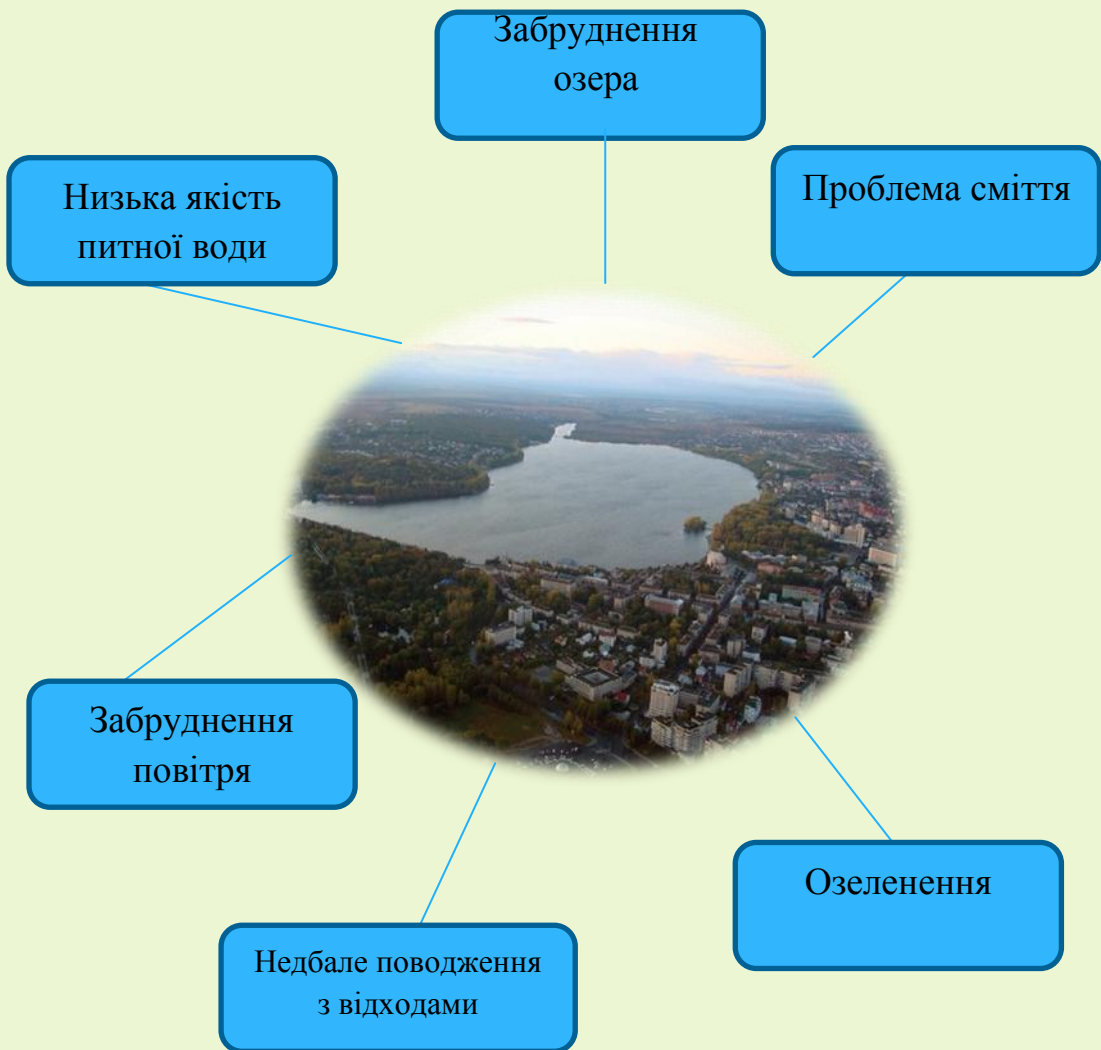 Забруднення
озера
Низька якість
питної води
Проблема сміття
Забруднення
повітря
Озеленення
Недбале поводження
з відходами